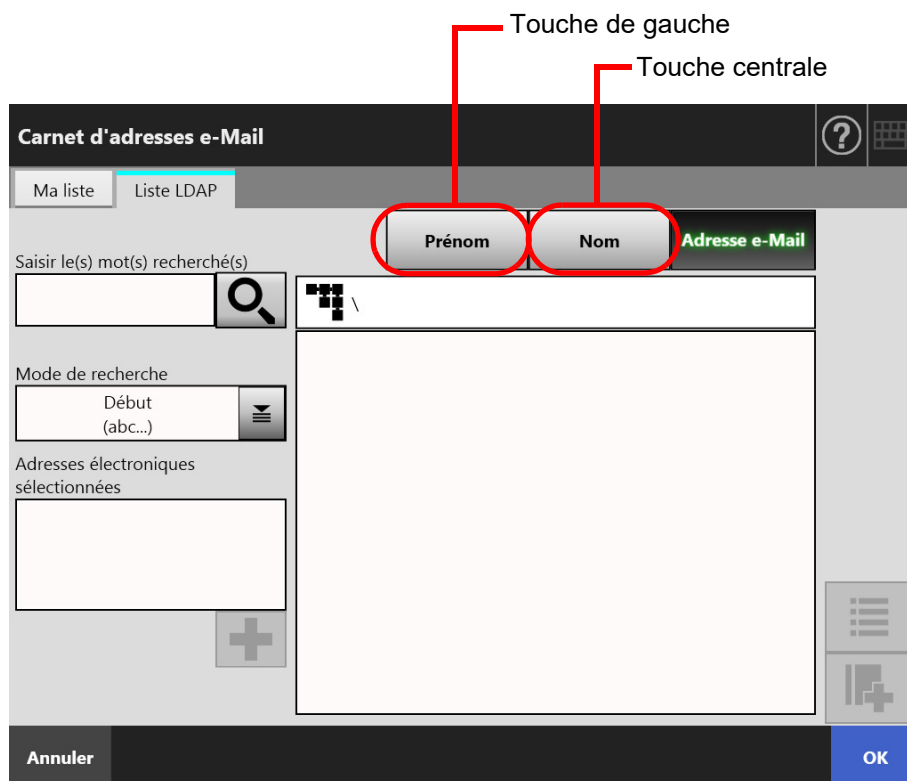 Touche de gauche
Touche centrale
Carnet d'adresses e-Mail
?
Ma liste
Liste LDAP
Prénom
Nom
Adresse e-Mail
Saisir le(s) mot(s) recherché(s)
\
Mode de recherche
Début
(abc...)
Adresses électroniques
sélectionnées
Annuler
OK